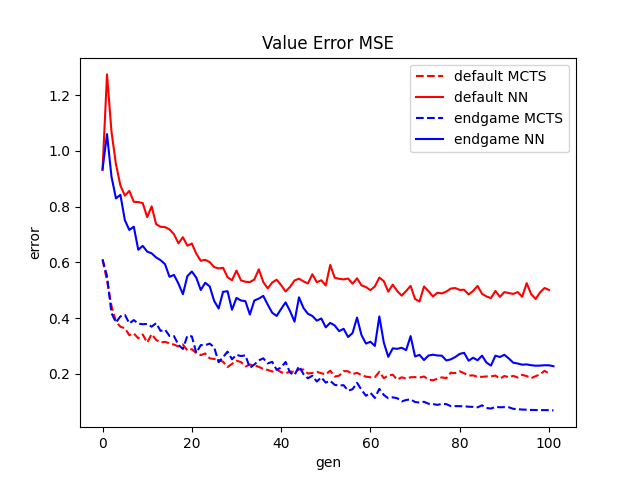 Value Error MSE
default MCTS
default NN
endgame MCTS
endgame NN
error
1.2
1.0
0.8
0.6
0.4
0.2
0 20 40 60 80 100
gen